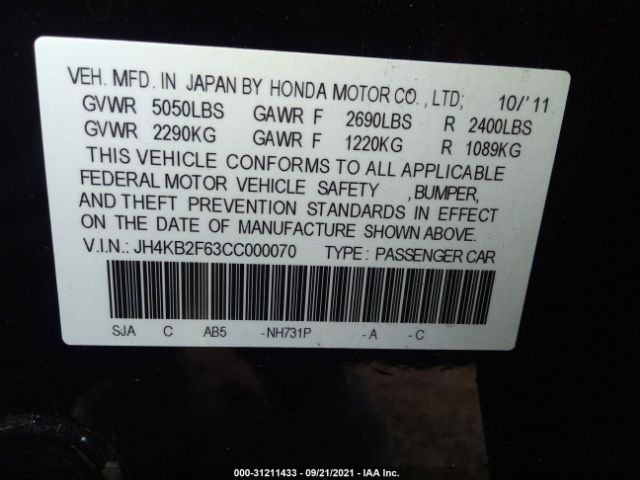 VEH. MFD. IN JAPAN BY HONDA MOTOR CO., LTD; 10/'11
GVWR 5050LBS GAWR F 2690LBS R 2400LBS
GVWR 2290KG GAWR F 1220KG R 1089KG
THIS VEHICLE CONFORMS TO ALL APPLICABLE
FEDERAL MOTOR VEHICLE SAFETY ,BUMPER,
AND THEFT PREVENTION STANDARDS IN EFFECT
ON THE DATE OF MANUFACTURE SHOWN ABOVE.
V.I.N.: JH4KB2F63CC000070 TYPE: PASSENGER CAR
SJA C AB5 -NH731P -A -C
000-31211433 - 09/21/2021 - IAA Inc.